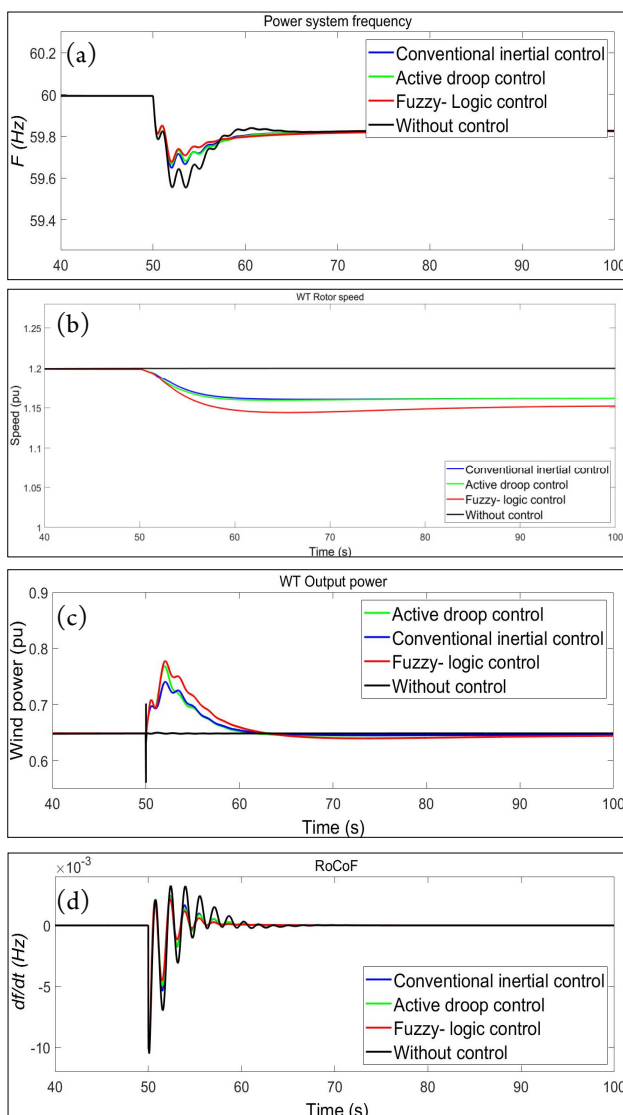 Power system frequency
(a)
60.2
60
59.8
59.6
59.4
F (Hz)
Conventional inertial control
Active droop control
Fuzzy- Logic control
Without control
40 50 60 70 80 90 100
WT Rotor speed
(b)
1.25
1.2
1.15
1.1
1.05
1
Speed (pu)
Conventional inertial control
Active droop control
Fuzzy- logic control
Without control
40 50 60 70 80 90 100
Time (s)
WT Output power
(c)
0.9
0.8
0.7
0.6
Wind power (pu)
Active droop control
Conventional inertial control
Fuzzy- logic control
Without control
40 50 60 70 80 90 100
Time (s)
×10⁻³
RoCoF
(d)
0
-5
-10
df/dt (Hz)
Conventional inertial control
Active droop control
Fuzzy- logic control
Without control
40 50 60 70 80 90 100
Time (s)